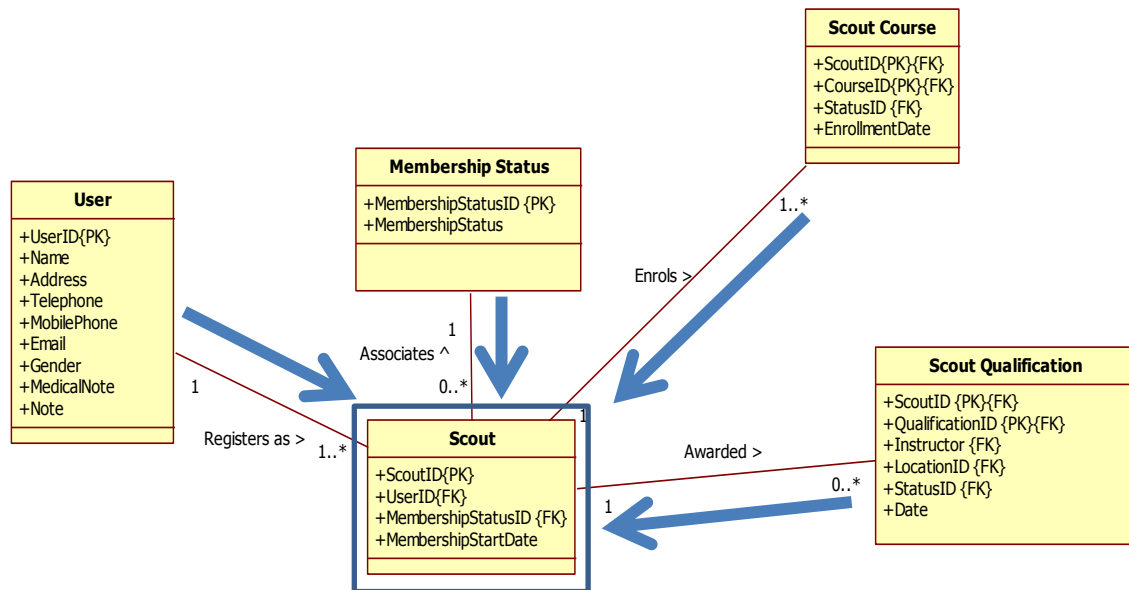 Scout Course
+ScoutID{PK}{FK}
+CourseID{PK}{FK}
+StatusID {FK}
+EnrollmentDate
Membership Status
+MembershipStatusID {PK}
+MembershipStatus
User
+UserID{PK}
+Name
+Address
+Telephone
+MobilePhone
+Email
+Gender
+MedicalNote
+Note
1..*
Enrols >
1
Associates ^
0..*
1
Registers as >
1..*
1
Scout
+ScoutID{PK}
+UserID{FK}
+MembershipStatusID {FK}
+MembershipStartDate
Awarded >
0..*
1
Scout Qualification
+ScoutID {PK}{FK}
+QualificationID {PK}{FK}
+Instructor {FK}
+LocationID {FK}
+StatusID {FK}
+Date